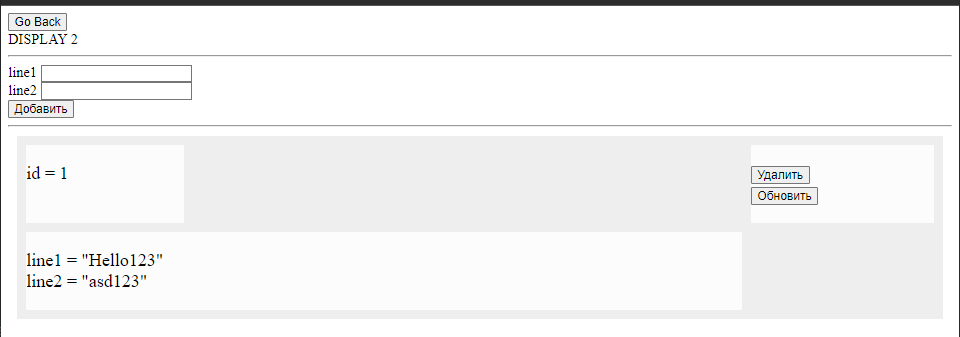 Go Back
DISPLAY 2
line1
line2
Добавить
id = 1
Удалить
Обновить
line1 = "Hello123"
line2 = "asd123"